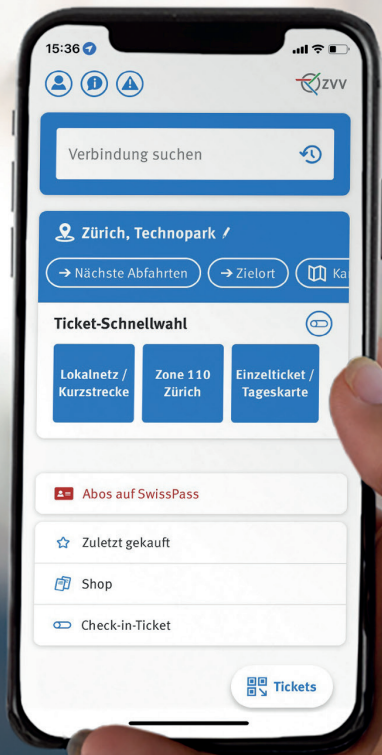 15:36
ZVV
Verbindung suchen
Zürich, Technopark
→ Nächste Abfahrten
→ Zielort
Ka
Ticket-Schnellwahl
Lokalnetz /
Kurzstrecke
Zone 110
Zürich
Einzelticket /
Tageskarte
Abos auf SwissPass
Zuletzt gekauft
Shop
Check-in-Ticket
Tickets